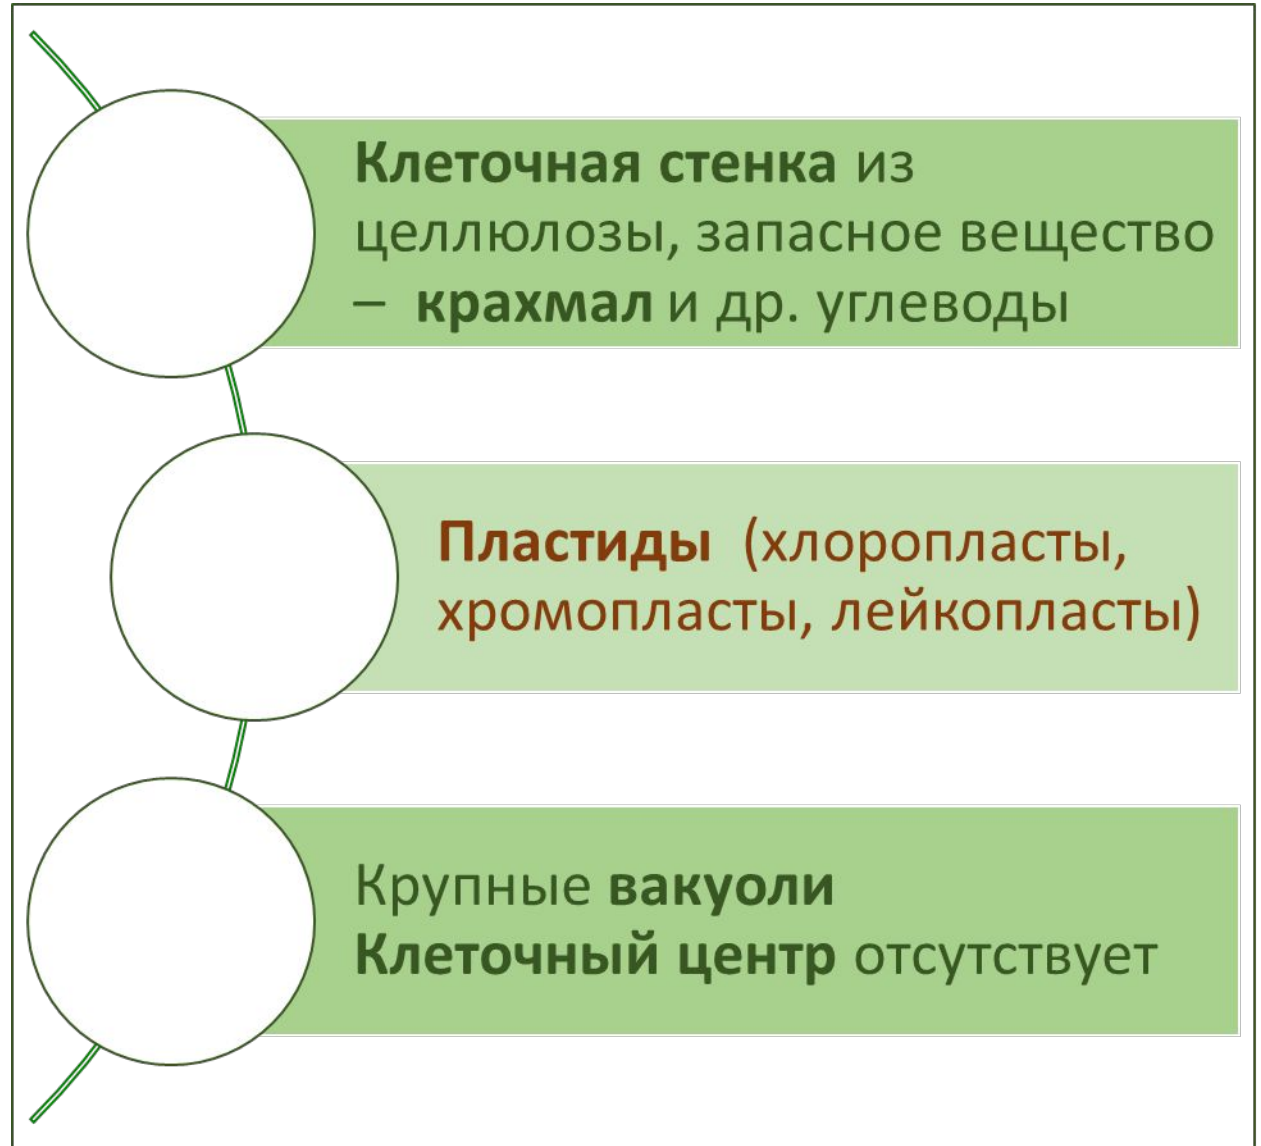 Клеточная стенка из
целлюлозы, запасное вещество
– крахмал и др. углеводы
Пластиды (хлоропласты,
хромопласты, лейкопласты)
Крупные вакуоли
Клеточный центр отсутствует